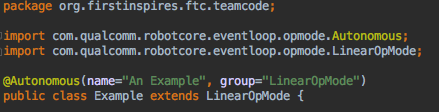 package org.firstinspires.ftc.teamcode;
import com.qualcomm.robotcore.eventloop.opmode.Autonomous;
import com.qualcomm.robotcore.eventloop.opmode.LinearOpMode;
@Autonomous(name="An Example", group="LinearOpMode")
public class Example extends LinearOpMode {